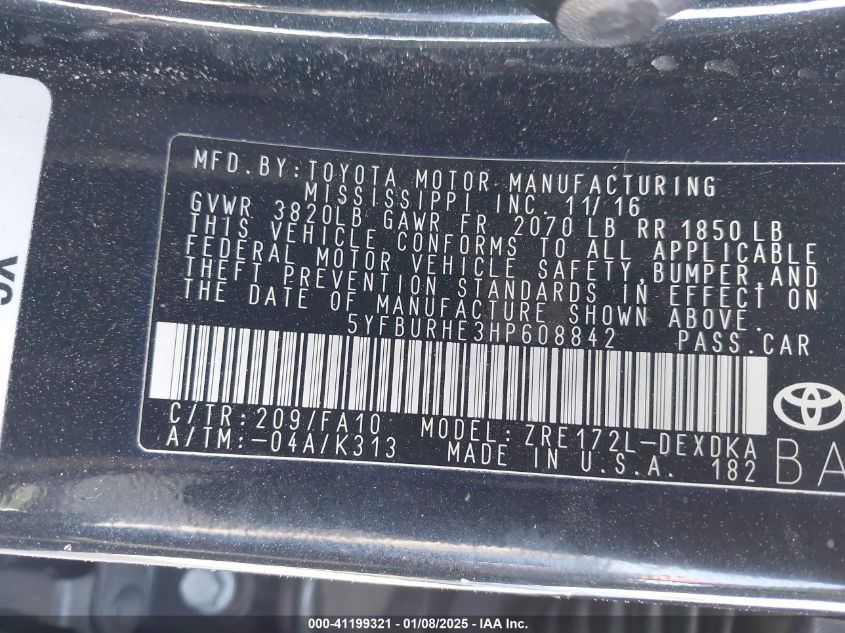 MFD.BY:TOYOTA MOTOR MANUFACTURING
MISSISSIPPI INC. 11/16
GVWR 3820LB GAWR FR 2070 LB RR 1850 LB
THIS VEHICLE CONFORMS TO ALL APPLICABLE
FEDERAL MOTOR VEHICLE SAFETY,BUMPER,AND
THEFT PREVENTION STANDARDS IN EFFECT ON
THE DATE OF MANUFACTURE SHOWN ABOVE.
5YFBURHE3HP608842 PASS.CAR
C/TR:209/FA10 MODEL:ZRE172L-DEXDKA
A/TM:-04A/K313 MADE IN U.S.A. 182
BA
000-41199321 | 01/08/2025 - IAA Inc.